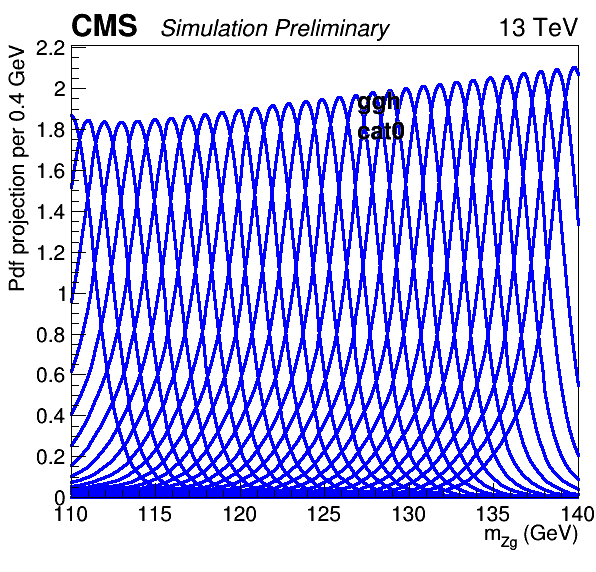 CMS Simulation Preliminary 13 TeV
Pdf projection per 0.4 GeV
2.2
2
1.8
1.6
1.4
1.2
1
0.8
0.6
0.4
0.2
0
ggh
cat0
110 115 120 125 130 135 140
mZg (GeV)